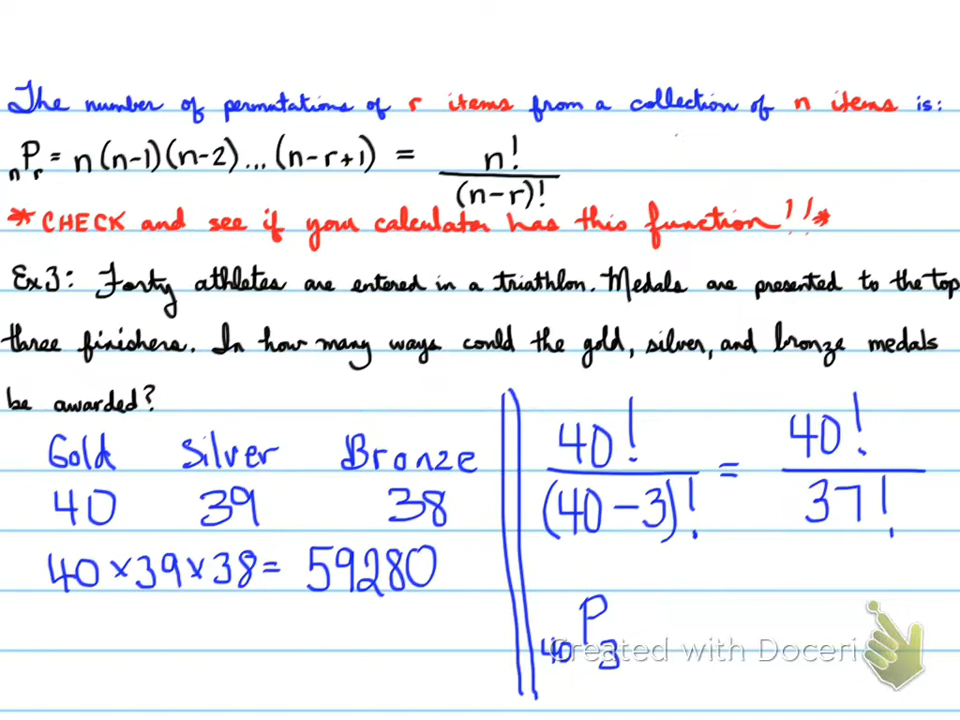 The number of permutations of r items from a collection of n items is:
nPr = n(n-1)(n-2)...(n-r+1) = n!/(n-r)!
*CHECK and see if your calculator has this function!!*
Ex3: Forty athletes are entered in a triathlon. Medals are presented to the top
three finishers. In how many ways could the gold, silver, and bronze medals
be awarded?
Gold Silver Bronze
40 39 38
40×39×38= 59280
40!/(40-3)! = 40!/37!
40P3
Created with Doceri